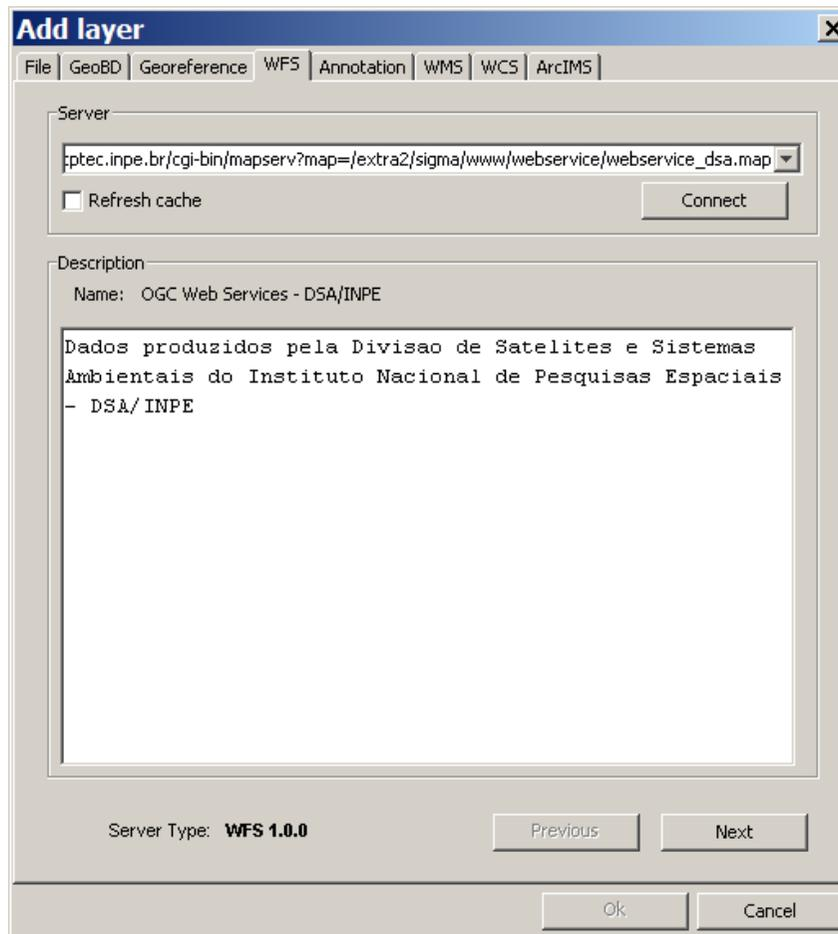 Add layer
File GeoBD Georeference WFS Annotation WMS WCS ArcIMS
Server
:ptec.inpe.br/cgi-bin/mapserv?map=/extra2/sigma/www/webservice/webservice_dsa.map
Refresh cache Connect
Description
Name: OGC Web Services - DSA/INPE
Dados produzidos pela Divisao de Satelites e Sistemas
Ambientais do Instituto Nacional de Pesquisas Espaciais
- DSA/INPE
Server Type: WFS 1.0.0 Previous Next
Ok Cancel